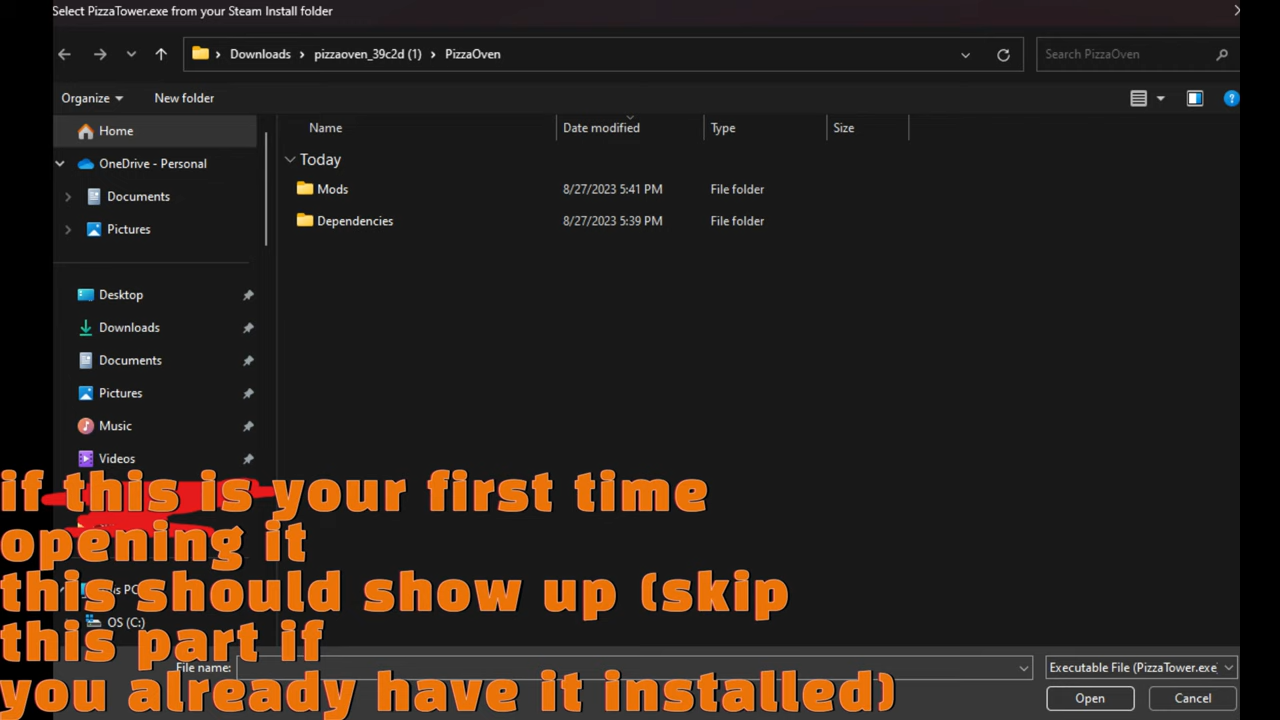 Select PizzaTower.exe from your Steam Install folder
Downloads > pizzaoven_39c2d (1) > PizzaOven
Search PizzaOven
Organize
New folder
Name
Date modified
Type
Size
Home
OneDrive - Personal
Documents
Pictures
Desktop
Downloads
Documents
Pictures
Music
Videos
OS (C:)
Today
Mods 8/27/2023 5:41 PM File folder
Dependencies 8/27/2023 5:39 PM File folder
if this is your first time
opening it
this should show up (skip
this part if
you already have it installed)
File name:
Executable File (PizzaTower.exe
Open
Cancel